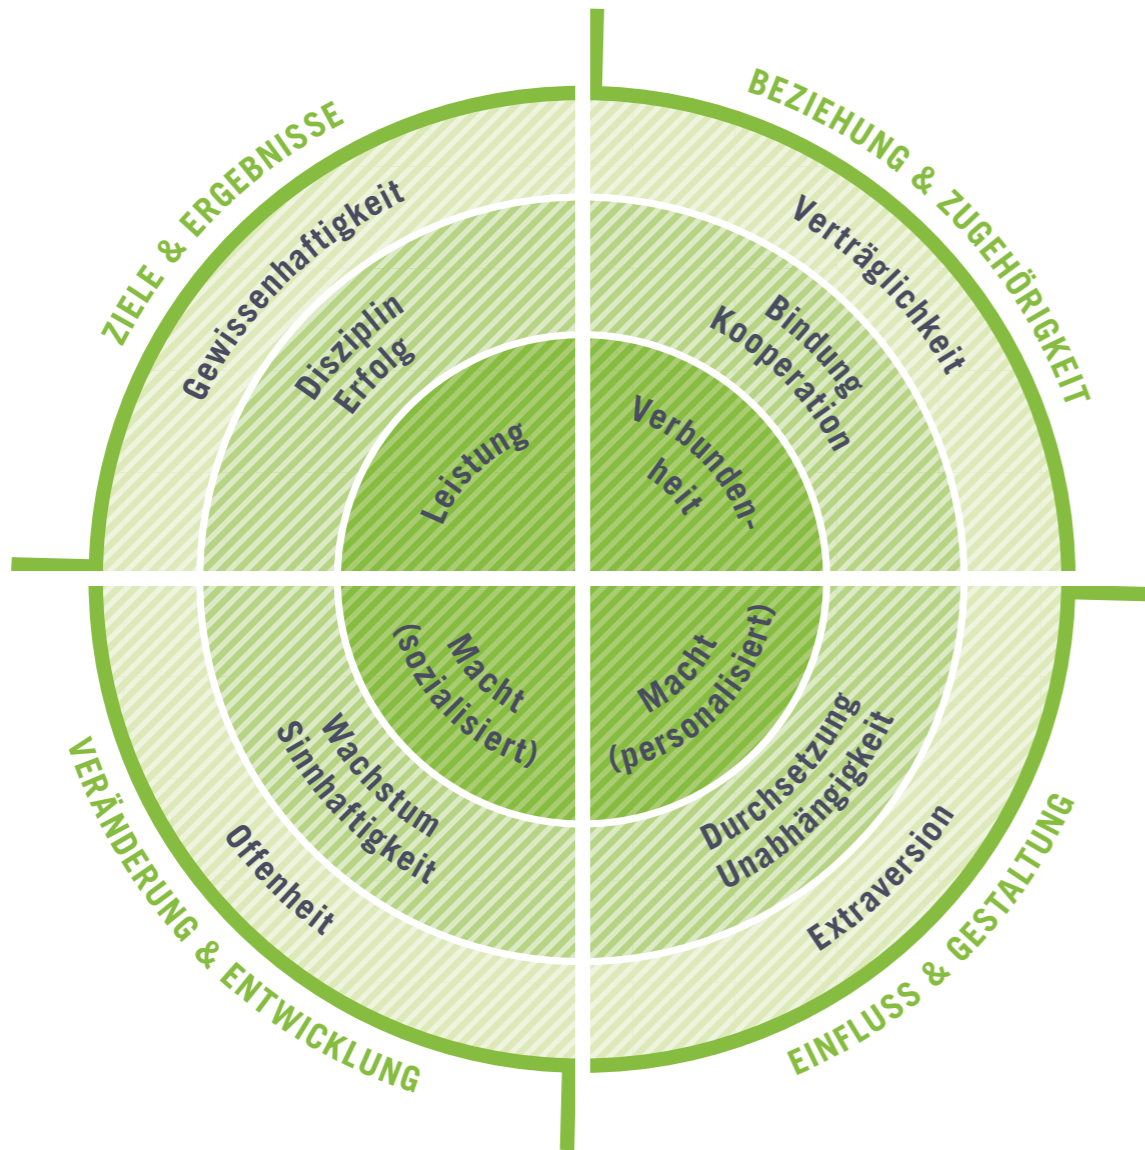 ZIELE & ERGEBNISSE
Gewissenhaftigkeit
Disziplin
Erfolg
Leistung
BEZIEHUNG & ZUGEHÖRIGKEIT
Verträglichkeit
Bindung
Kooperation
Verbunden-
heit
VERÄNDERUNG & ENTWICKLUNG
Offenheit
Wachstum
Sinnhaftigkeit
Macht
(sozialisiert)
EINFLUSS & GESTALTUNG
Extraversion
Durchsetzung
Unabhängigkeit
Macht
(personalisiert)